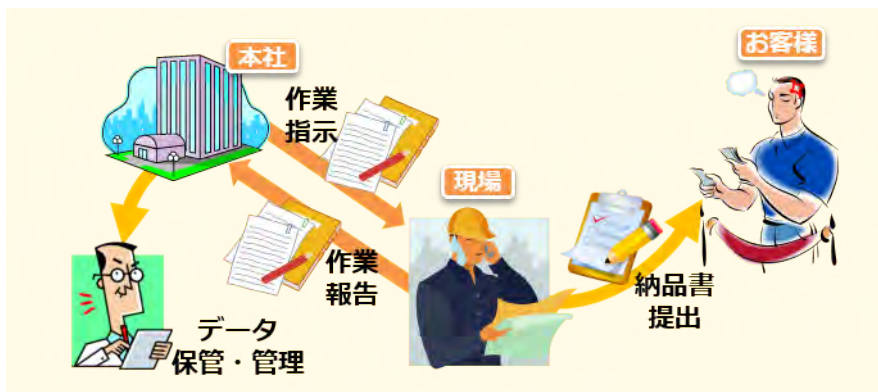 本社
お客様
作業
指示
現場
作業
報告
納品書
提出
データ
保管・管理